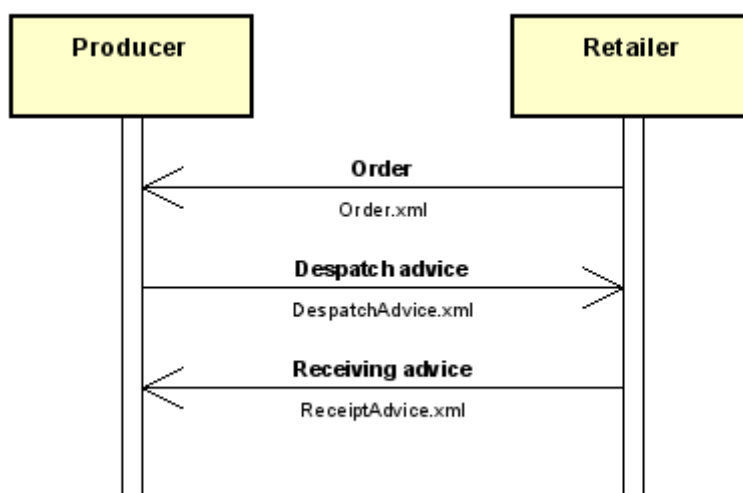 Producer
Retailer
Order
Order.xml
Despatch advice
DespatchAdvice.xml
Receiving advice
ReceiptAdvice.xml